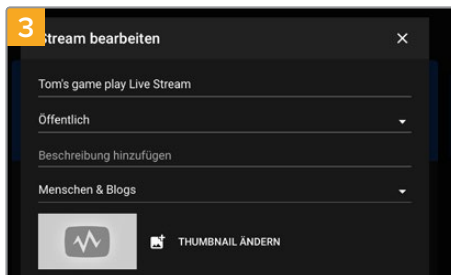 3
Stream bearbeiten
Tom's game play Live Stream
Öffentlich
Beschreibung hinzufügen
Menschen & Blogs
THUMBNAIL ÄNDERN